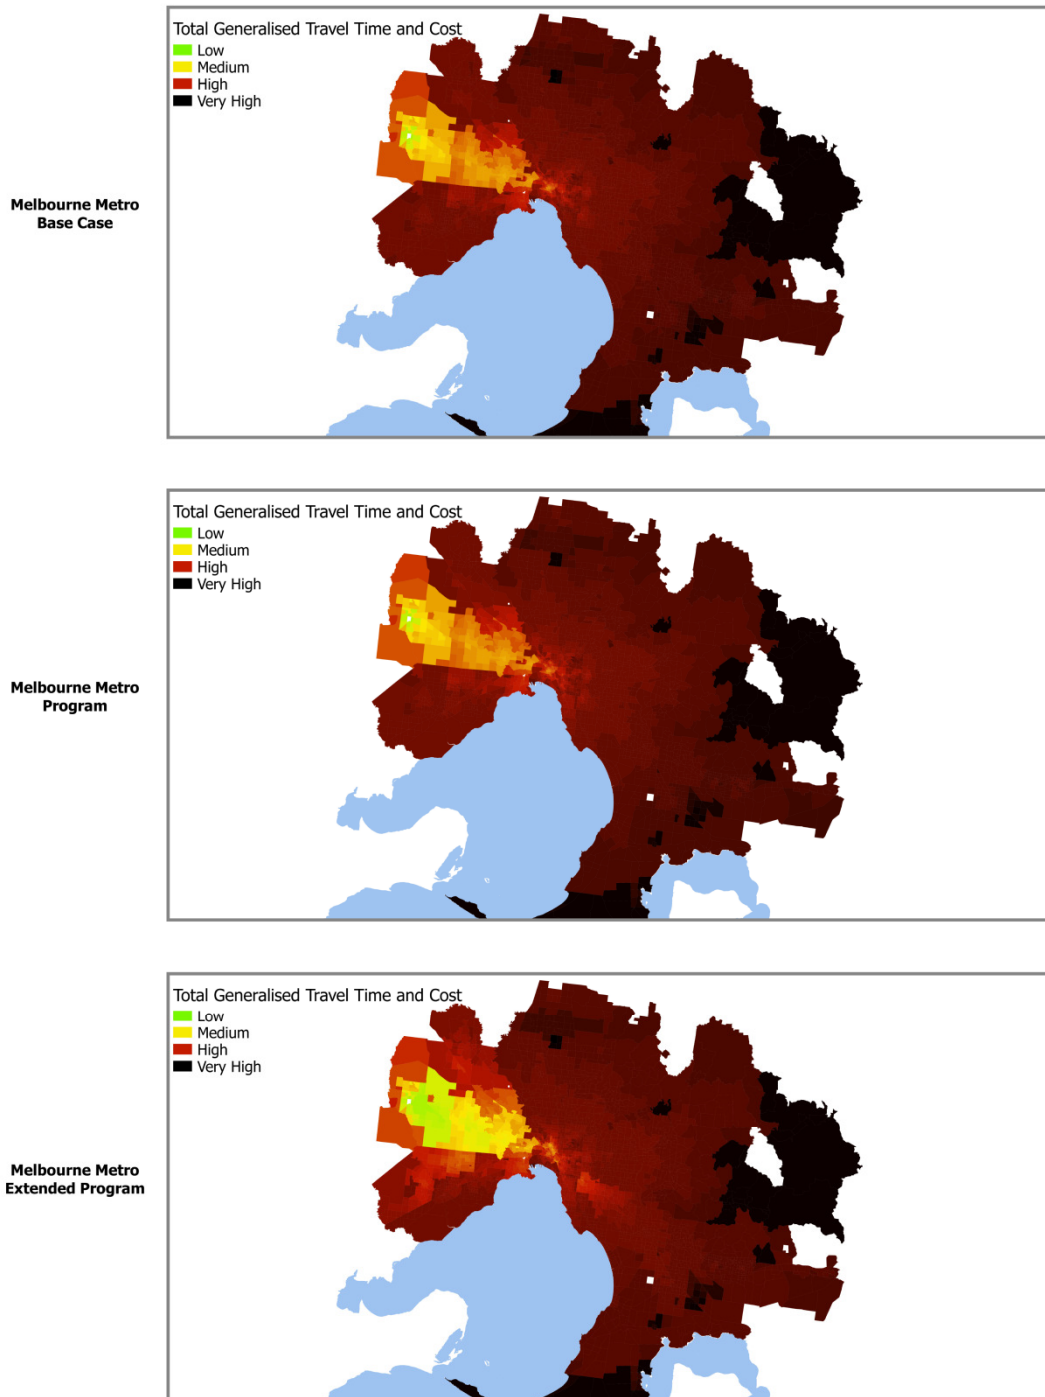 Total Generalised Travel Time and Cost
Low
Medium
High
Very High
Melbourne Metro
Base Case
Total Generalised Travel Time and Cost
Low
Medium
High
Very High
Melbourne Metro
Program
Total Generalised Travel Time and Cost
Low
Medium
High
Very High
Melbourne Metro
Extended Program